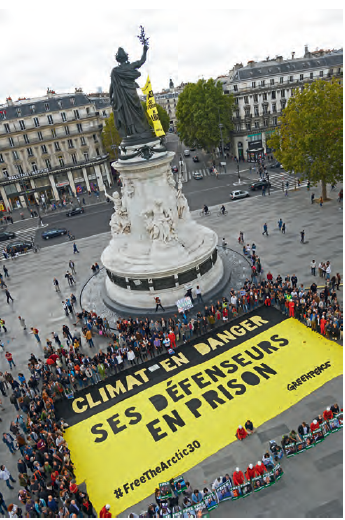 CLIMAT EN DANGER
SES DÉFENSEURS
EN PRISON
GREENPEACE
#FreeTheArctic30